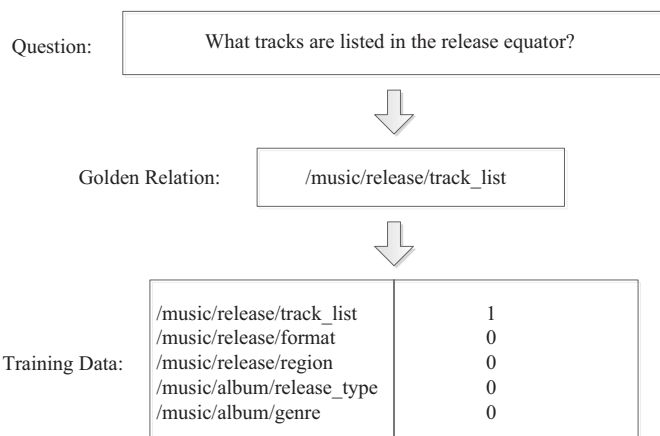 Question: What tracks are listed in the release equator?
Golden Relation: /music/release/track_list
/music/release/track_list 1
/music/release/format 0
Training Data: /music/release/region 0
/music/album/release_type 0
/music/album/genre 0